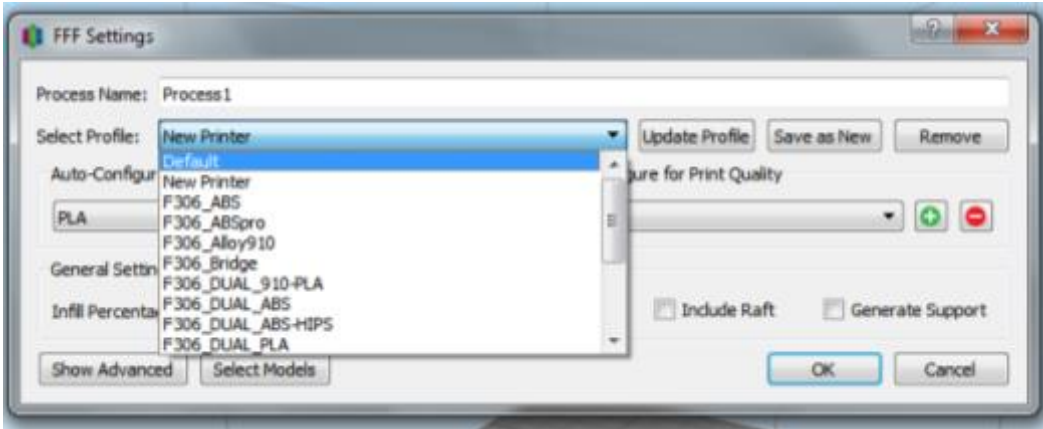 FFF Settings
Process Name: Process1
Select Profile: New Printer Update Profile Save as New Remove
Default
New Printer
F306_ABS
F306_ABSpro
F306_Alloy910
F306_Bridge
F306_DUAL_910-PLA
F306_DUAL_ABS
F306_DUAL_ABS-HIPS
F306_DUAL_PLA
Auto-Configur gure for Print Quality
PLA
General Settin
Infill Percenta Include Raft Generate Support
Show Advanced Select Models OK Cancel